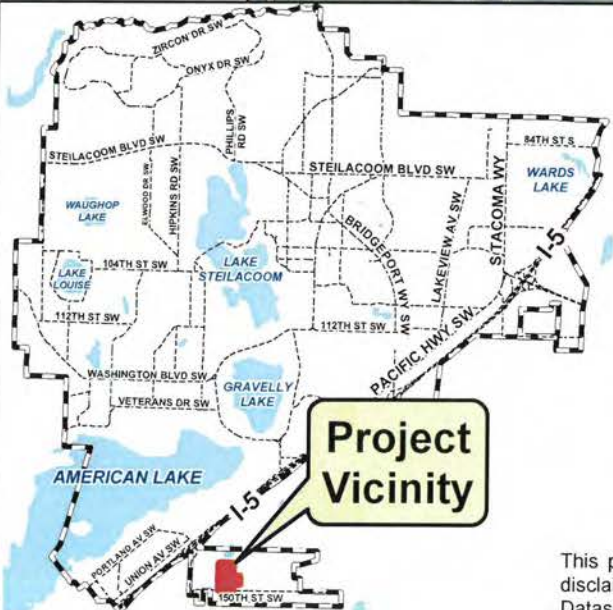 ZIRCON DR SW
ONYX DR SW
PHILLIPS
RD SW
84TH ST S
STEILACOOM BLVD SW
STEILACOOM BLVD SW
WARDS
LAKE
ELWOOD DR SW
HIPKINS RD SW
WAUGHOP
LAKE
BRIDGEPORT WY SW
LAKEVIEW AV SW
S TACOMA WY
I-5
LAKE
LOUISE
104TH ST SW
LAKE
STEILACOOM
112TH ST SW
112TH ST SW
PACIFIC HWY SW
WASHINGTON BLVD SW
GRAVELLY
LAKE
VETERANS DR SW
Project
Vicinity
AMERICAN LAKE
I-5
PORTLAND AV SW
UNION AV SW
150TH ST SW
This p
discla
Datas